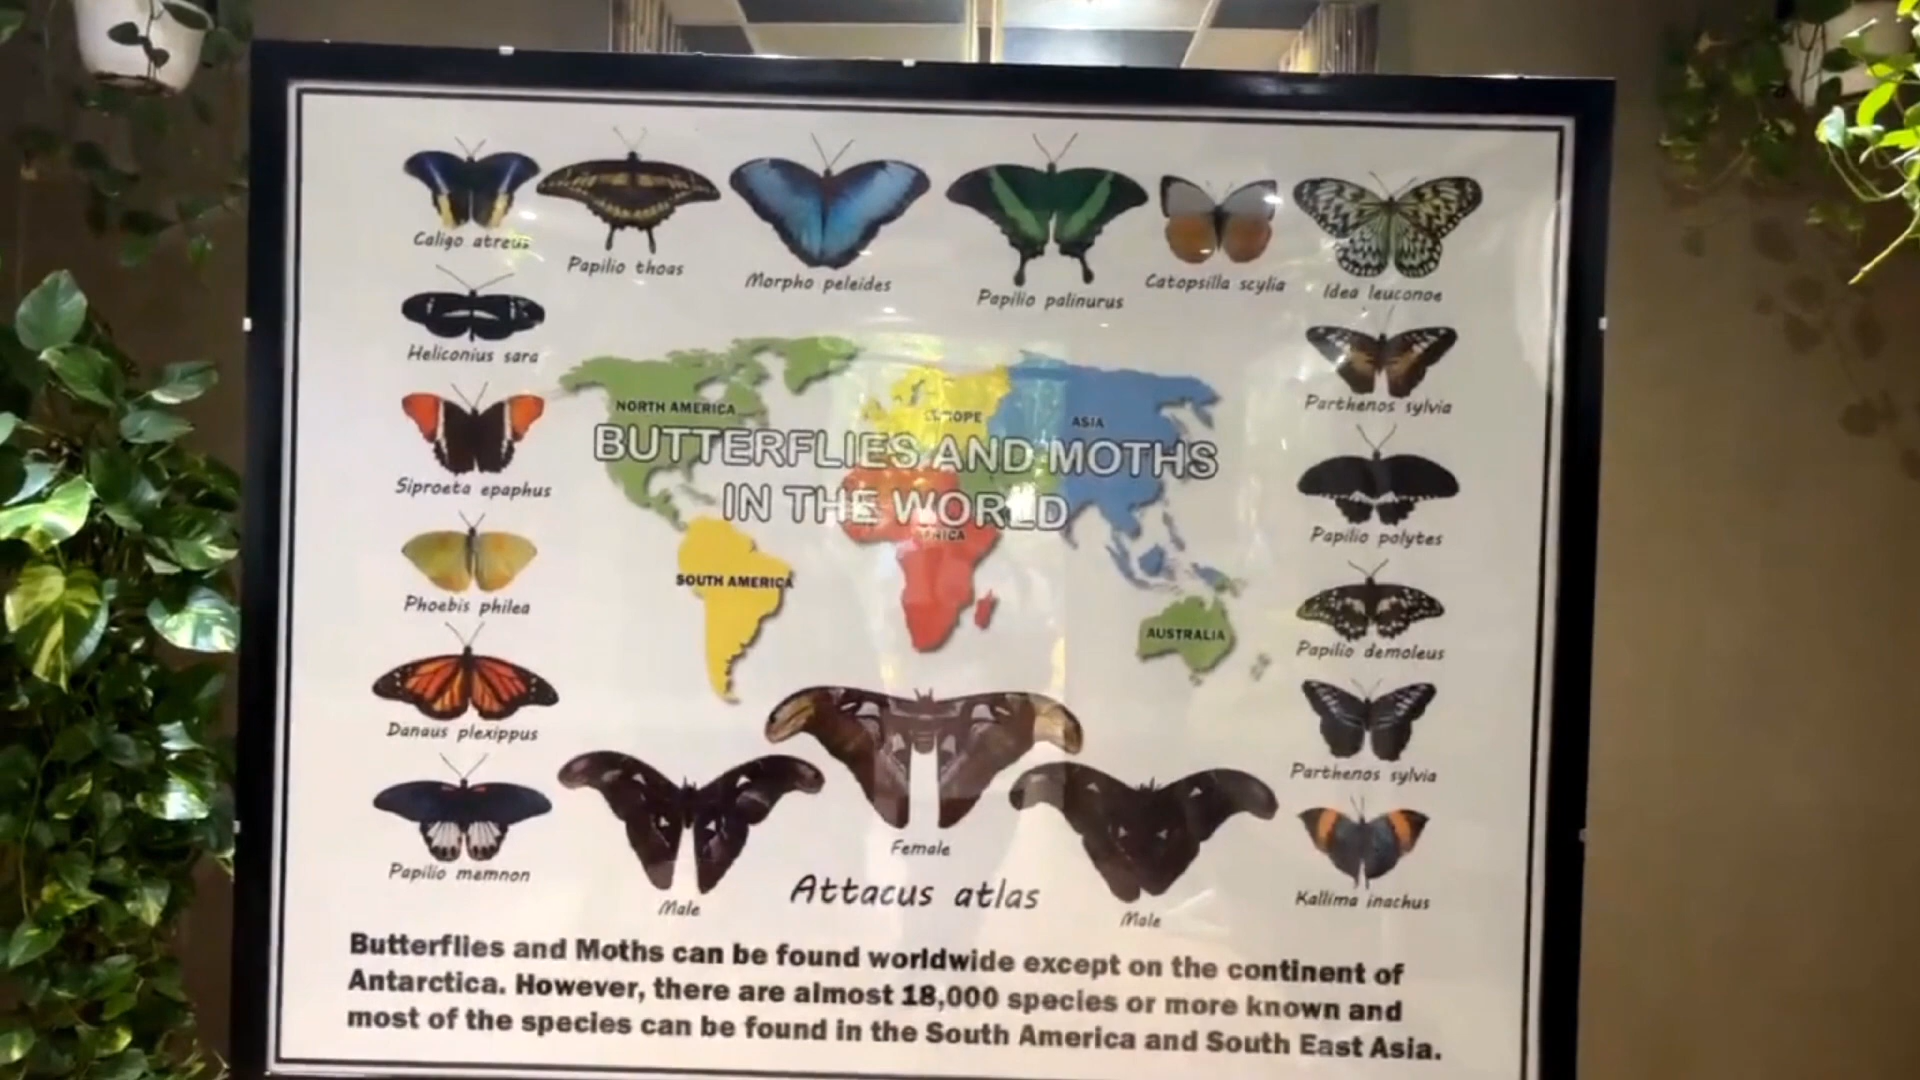 Caligo atreus
Papilio thoas
Morpho peleides
Papilio palinurus
Catopsilla scylia
Idea leuconoe
Heliconius sara
Parthenos sylvia
Siproeta epaphus
Papilio polytes
Phoebis philea
Papilio demoleus
Danaus plexippus
Parthenos sylvia
Papilio memnon
Kallima inachus
NORTH AMERICA
EUROPE
ASIA
BUTTERFLIES AND MOTHS
IN THE WORLD
AFRICA
SOUTH AMERICA
AUSTRALIA
Male
Female
Male
Attacus atlas
Butterflies and Moths can be found worldwide except on the continent of
Antarctica. However, there are almost 18,000 species or more known and
most of the species can be found in the South America and South East Asia.